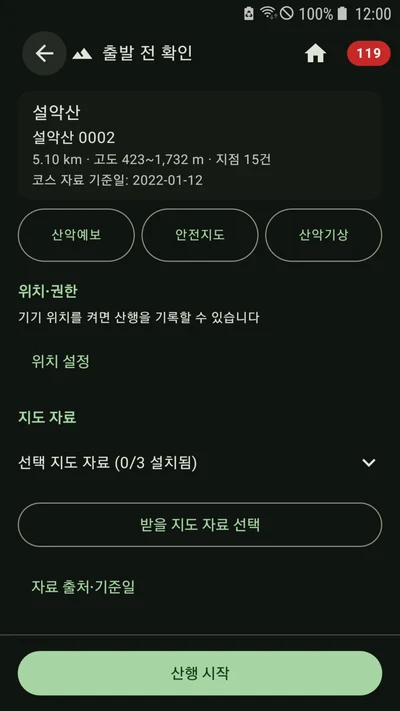 100% 12:00
출발 전 확인 119
설악산
설악산 0002
5.10 km · 고도 423~1,732 m · 지점 15건
코스 자료 기준일: 2022-01-12
산악예보 안전지도 산악기상
위치·권한
기기 위치를 켜면 산행을 기록할 수 있습니다
위치 설정
지도 자료
선택 지도 자료 (0/3 설치됨)
받을 지도 자료 선택
자료 출처·기준일
산행 시작